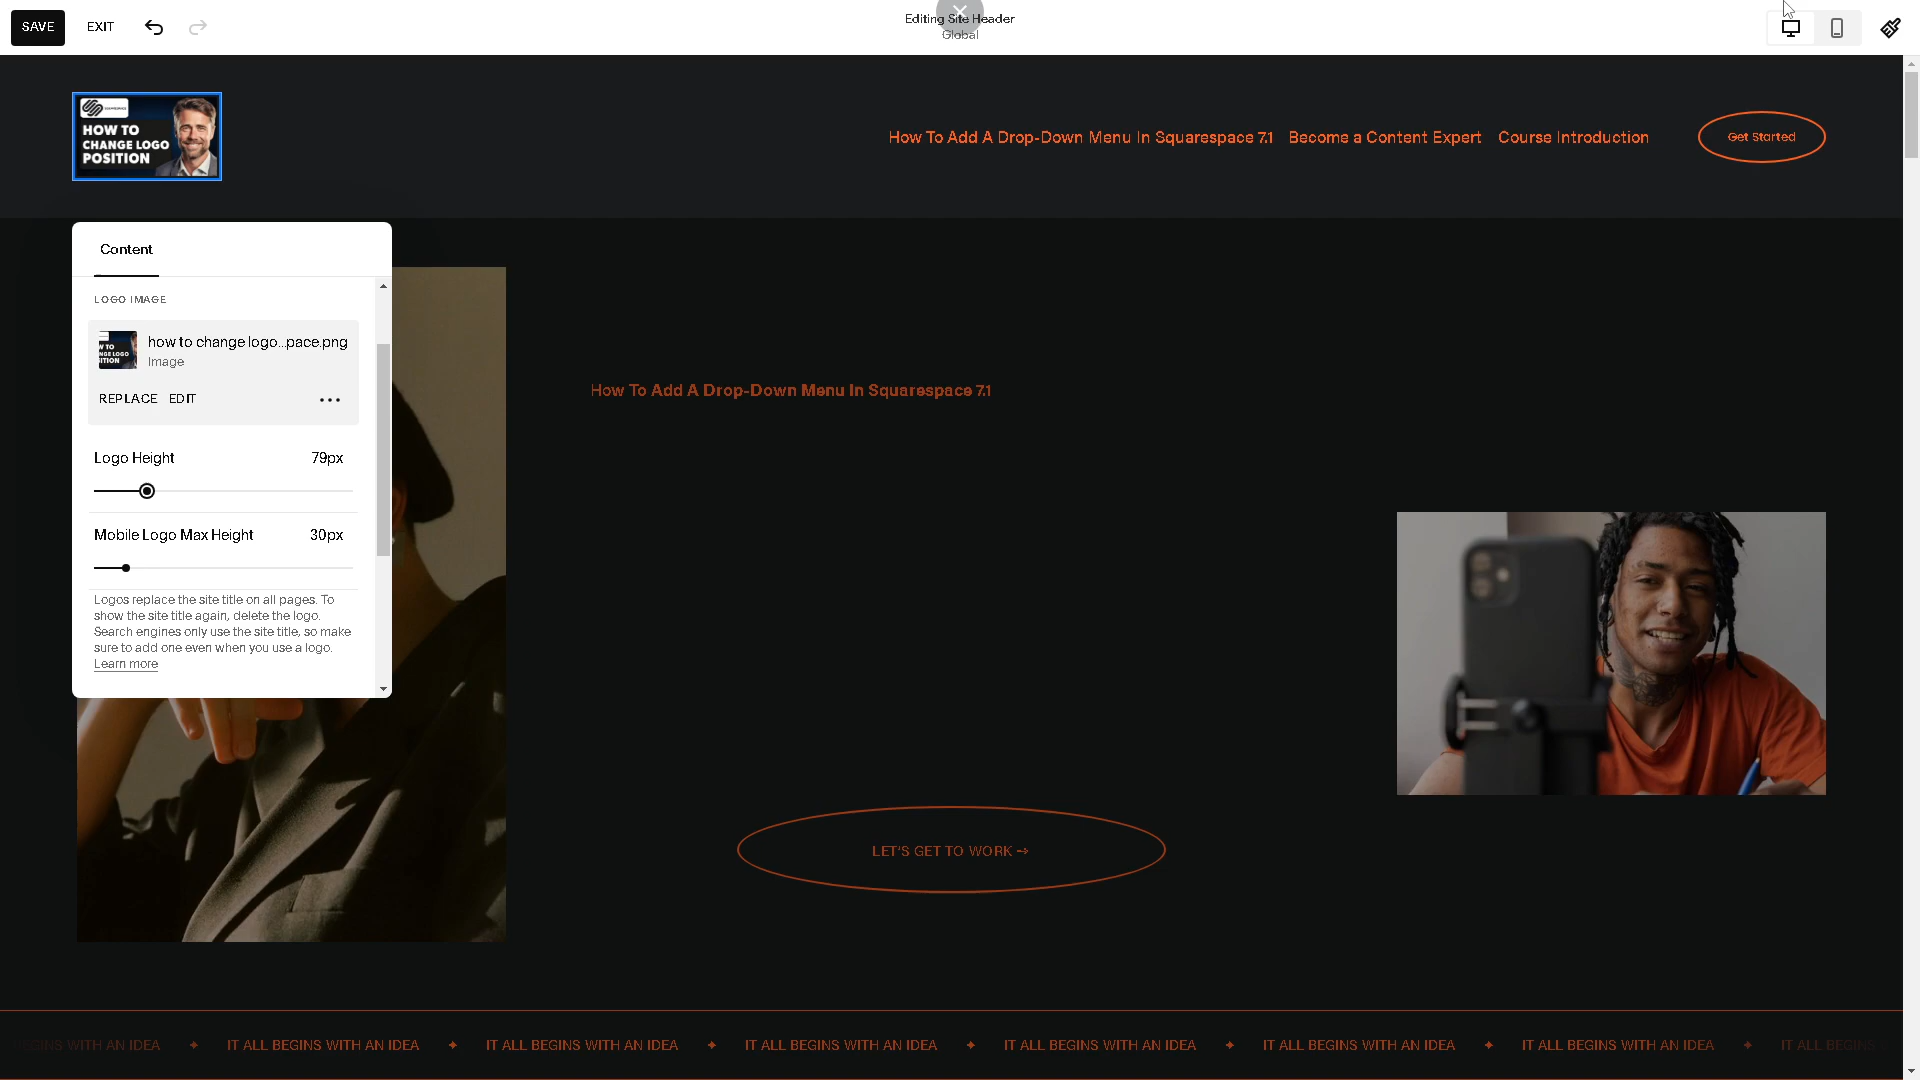 SAVE
EXIT
Editing Site Header
Global
HOW TO
CHANGE LOGO
POSITION
How To Add A Drop-Down Menu In Squarespace 7.1
Become a Content Expert
Course Introduction
Get Started
Content
LOGO IMAGE
how to change logo...pace.png
Image
REPLACE
EDIT
Logo Height
79px
Mobile Logo Max Height
30px
Logos replace the site title on all pages. To
show the site title again, delete the logo.
Search engines only use the site title, so make
sure to add one even when you use a logo.
Learn more
How To Add A Drop-Down Menu In Squarespace 7.1
LET'S GET TO WORK →
BEGINS WITH AN IDEA ✦ IT ALL BEGINS WITH AN IDEA ✦ IT ALL BEGINS WITH AN IDEA ✦ IT ALL BEGINS WITH AN IDEA ✦ IT ALL BEGINS WITH AN IDEA ✦ IT ALL BEGINS WITH AN IDEA ✦ IT ALL BEGINS WITH AN IDEA ✦ IT ALL BEGINS